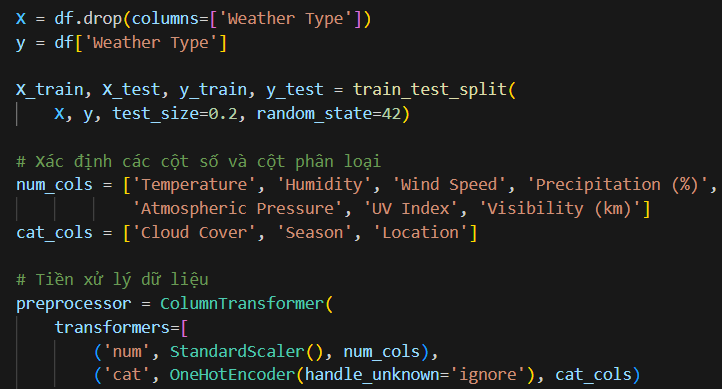 X = df.drop(columns=['Weather Type'])
y = df['Weather Type']
X_train, X_test, y_train, y_test = train_test_split(
X, y, test_size=0.2, random_state=42)
# Xác định các cột số và cột phân loại
num_cols = ['Temperature', 'Humidity', 'Wind Speed', 'Precipitation (%)',
'Atmospheric Pressure', 'UV Index', 'Visibility (km)']
cat_cols = ['Cloud Cover', 'Season', 'Location']
# Tiền xử lý dữ liệu
preprocessor = ColumnTransformer(
transformers=[
('num', StandardScaler(), num_cols),
('cat', OneHotEncoder(handle_unknown='ignore'), cat_cols)